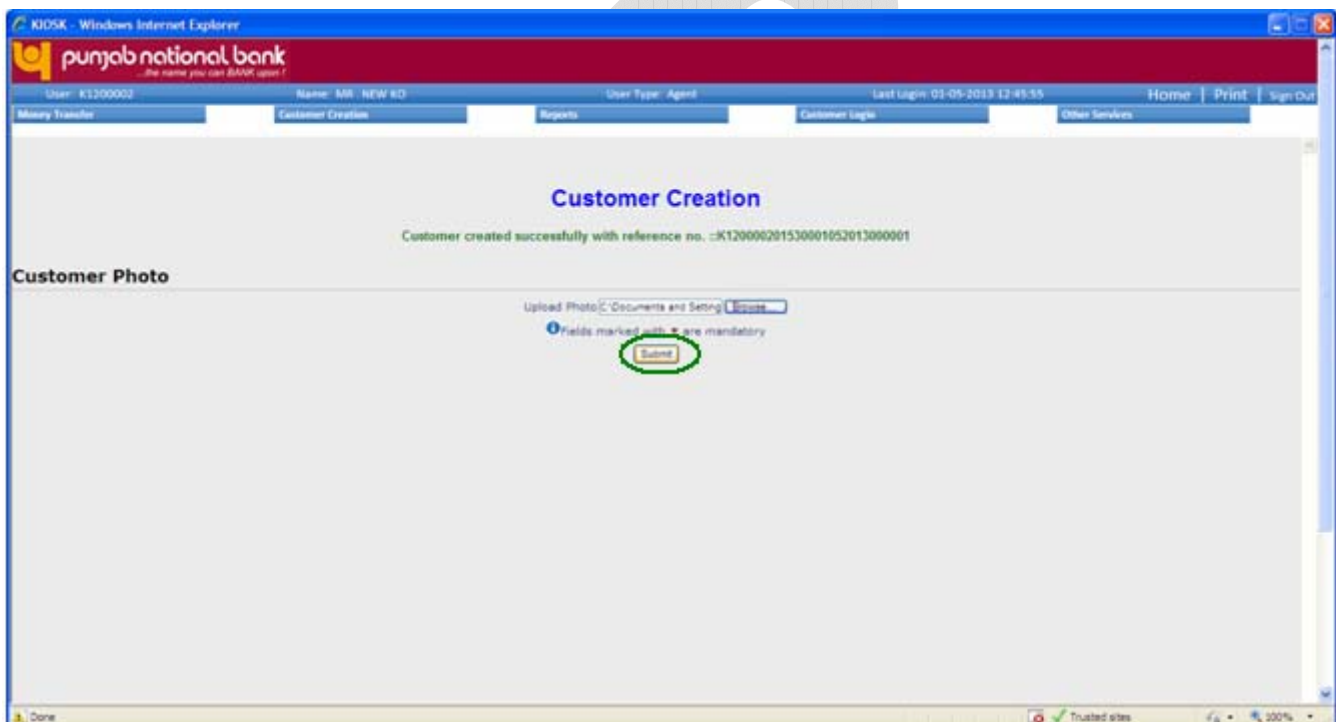 KIOSK - Windows Internet Explorer
punjab national bank
...the name you can BANK upon !
User: K1200002 Name: MR . NEW KO User Type: Agent Last Login: 01-05-2013 12:45:55 Home | Print | Sign Out
Money Transfer Customer Creation Reports Customer Login Other Services
Customer Creation
Customer created successfully with reference no. ::K120000201530001052013000001
Customer Photo
Upload Photo C:\Documents and Setting Browse...
Fields marked with * are mandatory
Submit
Done Trusted sites 100%